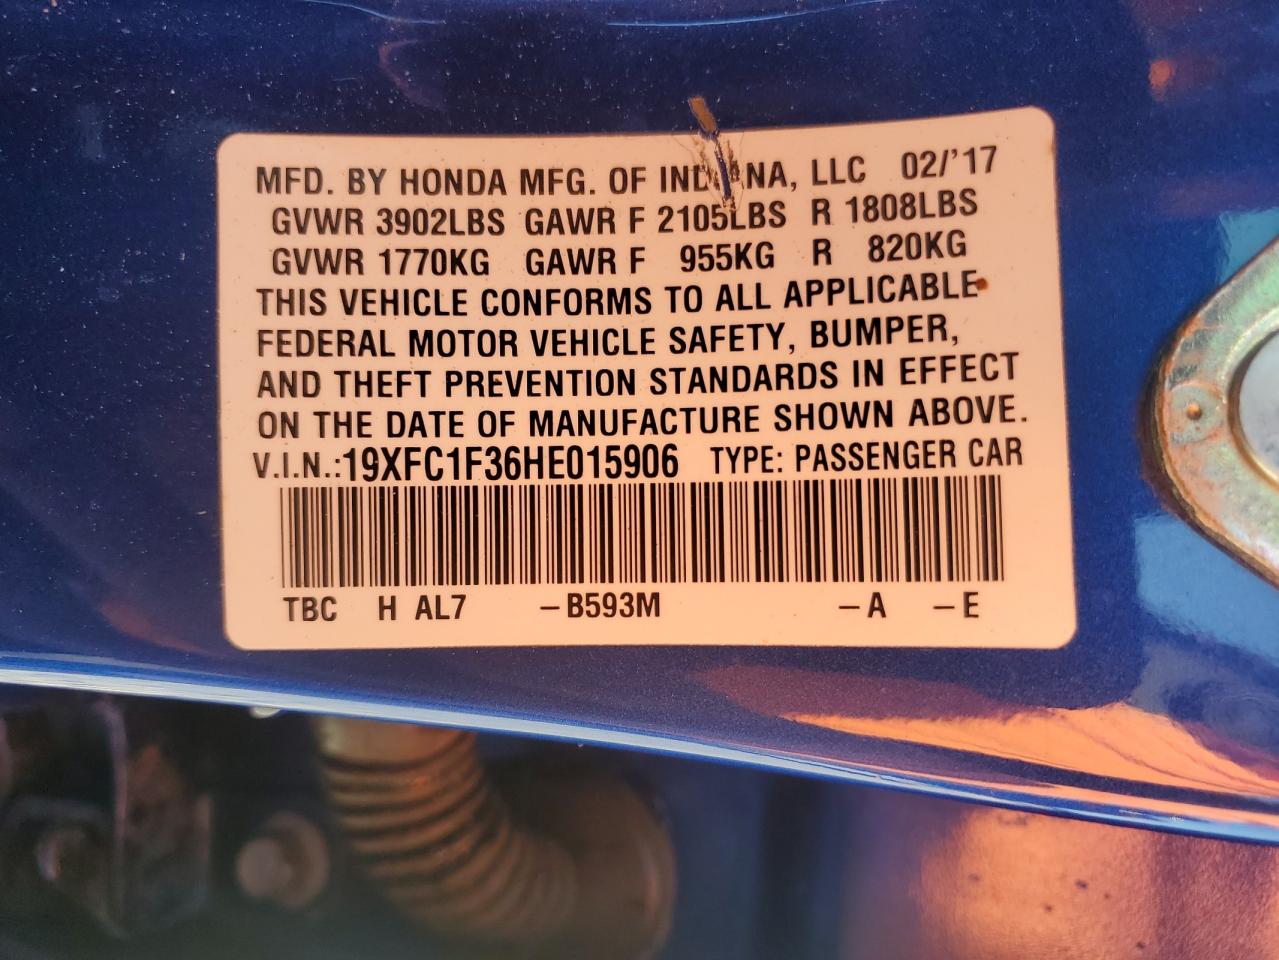 MFD. BY HONDA MFG. OF INDIANA, LLC 02/'17
GVWR 3902LBS GAWR F 2105LBS R 1808LBS
GVWR 1770KG GAWR F 955KG R 820KG
THIS VEHICLE CONFORMS TO ALL APPLICABLE
FEDERAL MOTOR VEHICLE SAFETY, BUMPER,
AND THEFT PREVENTION STANDARDS IN EFFECT
ON THE DATE OF MANUFACTURE SHOWN ABOVE.
V.I.N.:19XFC1F36HE015906 TYPE: PASSENGER CAR
TBC H AL7 –B593M –A –E